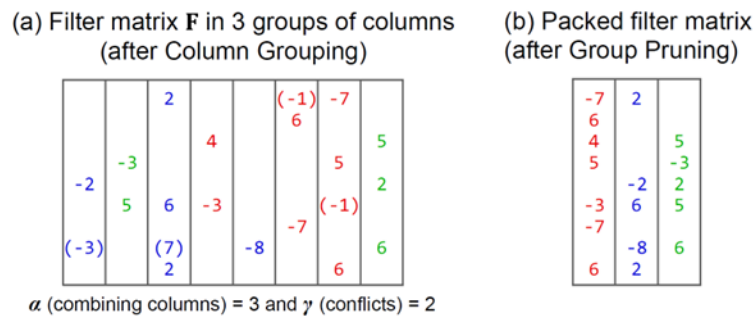 (a) Filter matrix F in 3 groups of columns
(after Column Grouping)
2 (-1) -7
6
4 5
-3 5
-2 2
5 6 -3 (-1)
-7
(-3) (7) -8 6
2 6
α (combining columns) = 3 and γ (conflicts) = 2
(b) Packed filter matrix
(after Group Pruning)
-7 2
6
4 5
5 -3
-2 2
-3 6 5
-7
-8 6
6 2